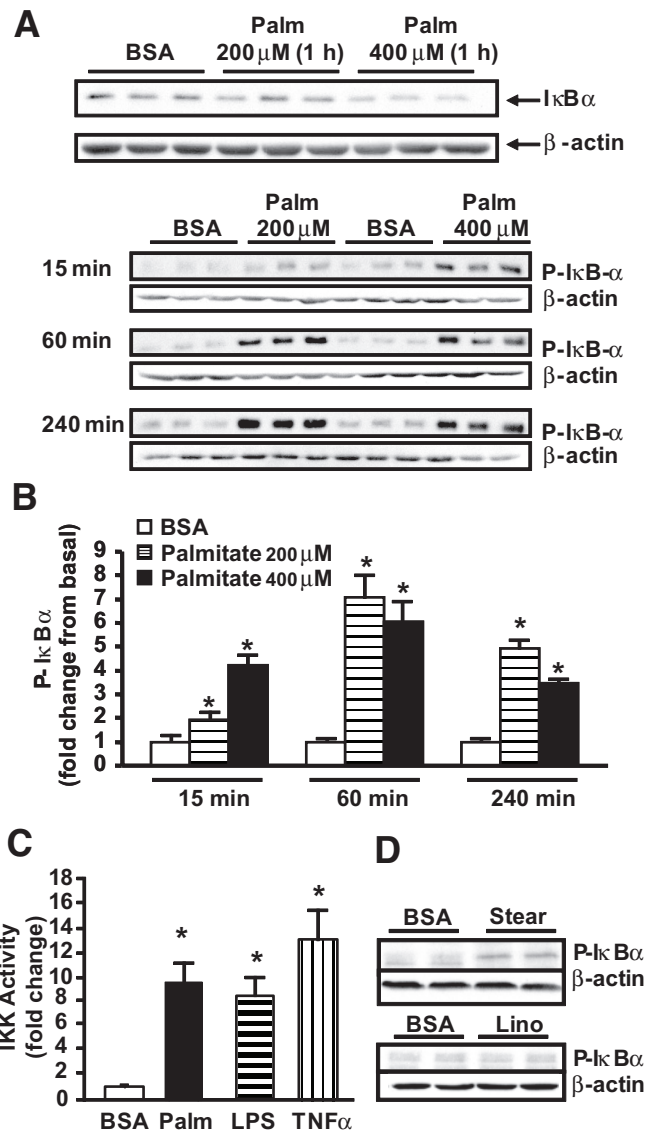 A
BSA
Palm
200 μM (1 h)
Palm
400 μM (1 h)
IκBα
β-actin
BSA
Palm
200 μM
BSA
Palm
400 μM
15 min
P-IκB-α
β-actin
60 min
P-IκB-α
β-actin
240 min
P-IκB-α
β-actin
B
BSA
Palmitate 200 μM
Palmitate 400 μM
P-IκBα
(fold change from basal)
9
8
7
6
5
4
3
2
1
0
* * * * * *
15 min 60 min 240 min
C
IKK Activity
(fold change)
18
16
14
12
10
8
6
4
2
0
* * *
BSA Palm LPS TNFα
D
BSA Stear
P-IκBα
β-actin
BSA Lino
P-IκBα
β-actin